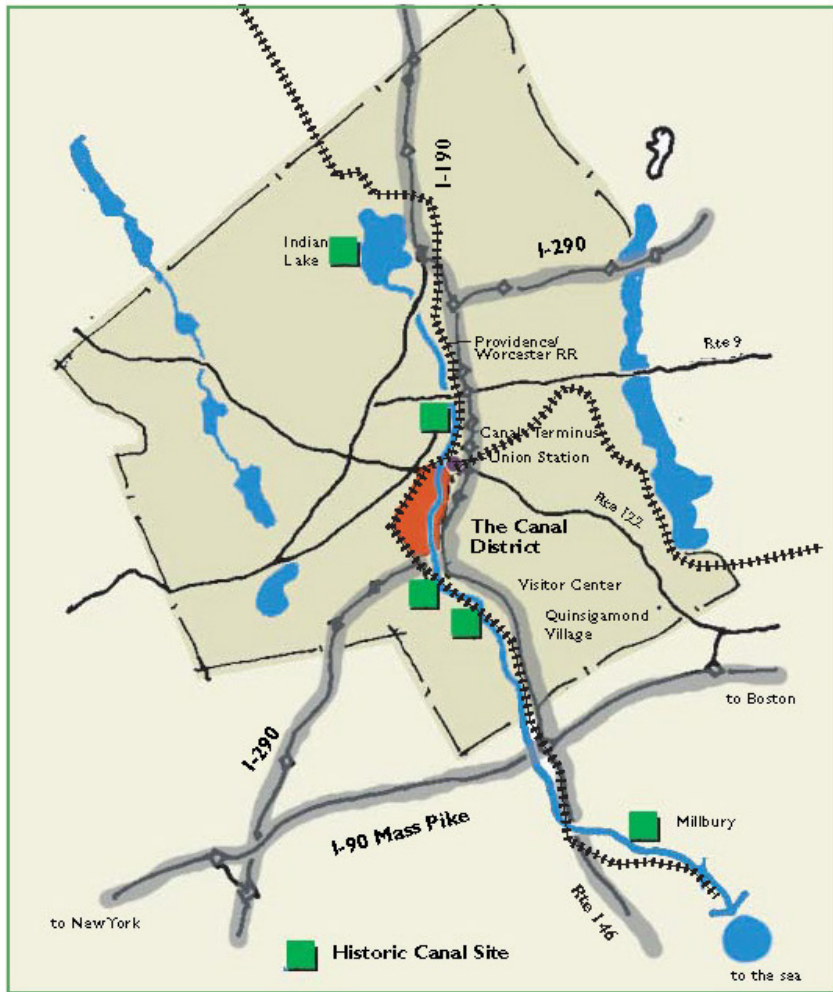 I-190
Indian
Lake
I-290
Providence/
Worcester RR
Rte 9
Canal Terminus
Union Station
Rte 122
The Canal
District
Visitor Center
Quinsigamond
Village
to Boston
I-290
I-90 Mass Pike
Millbury
to New York
Rte 146
Historic Canal Site
to the sea